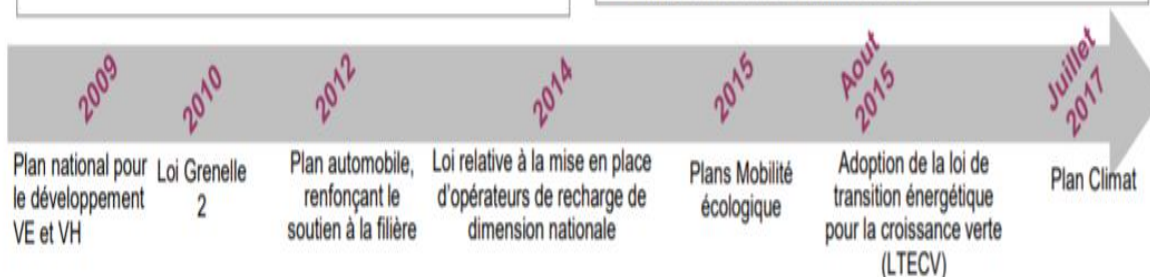 2009
2010
2012
2014
2015
Aout
2015
Juillet
2017
Plan national pour
le développement
VE et VH
Loi Grenelle
2
Plan automobile,
renfonçant le
soutien à la filière
Loi relative à la mise en place
d'opérateurs de recharge de
dimension nationale
Plans Mobilité
écologique
Adoption de la loi de
transition énergétique
pour la croissance verte
(LTECV)
Plan Climat